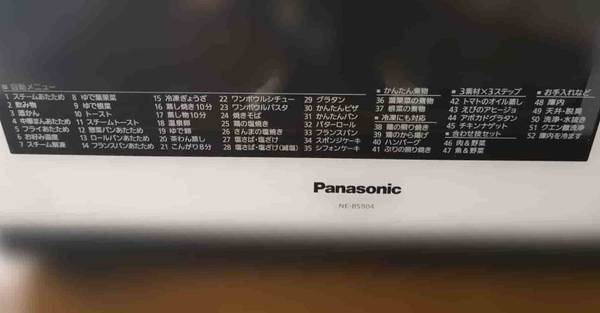 ■自動メニュー
1 スチームあたため
2 飲み物
3 酒かん
4 中華まんあたため
5 フライあたため
6 お好み温度
7 スチーム解凍
8 ゆで葉果菜
9 ゆで根菜
10 トースト
11 スチームトースト
12 惣菜パンあたため
13 ロールパンあたため
14 フランスパンあたため
15 冷凍ぎょうざ
16 蒸し焼き10分
17 蒸し物10分
18 温泉卵
19 ゆで鶏
20 茶わん蒸し
21 こんがり8分
22 ワンボウルシチュー
23 ワンボウルパスタ
24 焼きそば
25 鶏の塩焼き
26 さんまの塩焼き
27 塩さば・塩ざけ
28 塩さば・塩ざけ(減塩)
29 グラタン
30 かんたんピザ
31 かんたんパン
32 バターロール
33 フランスパン
34 スポンジケーキ
35 シフォンケーキ
■かんたん煮物
36 葉果菜の煮物
37 根菜の煮物
■冷凍にも対応
38 鶏の照り焼き
39 鶏のから揚げ
40 ハンバーグ
41 ぶりの照り焼き
■3素材×3ステップ
42 トマトのオイル蒸し
43 えびのアヒージョ
44 アボカドグラタン
45 チキンナゲット
■合わせ技セット
46 肉&野菜
47 魚&野菜
■お手入れなど
48 庫内
49 天井・脱臭
50 洗浄・水抜き
51 クエン酸洗浄
52 庫内を冷ます
Panasonic
NE-BS904